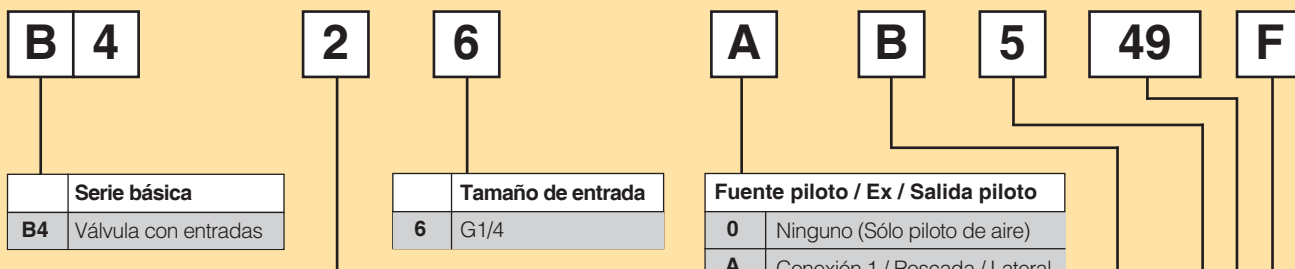 B 4 2 6 A B 5 49 F
Serie básica
B4 Válvula con entradas
Tamaño de entrada
6 G1/4
Fuente piloto / Ex / Salida piloto
0 Ninguno (Sólo piloto de aire)
A Conexión 1 / Roscada / Lateral